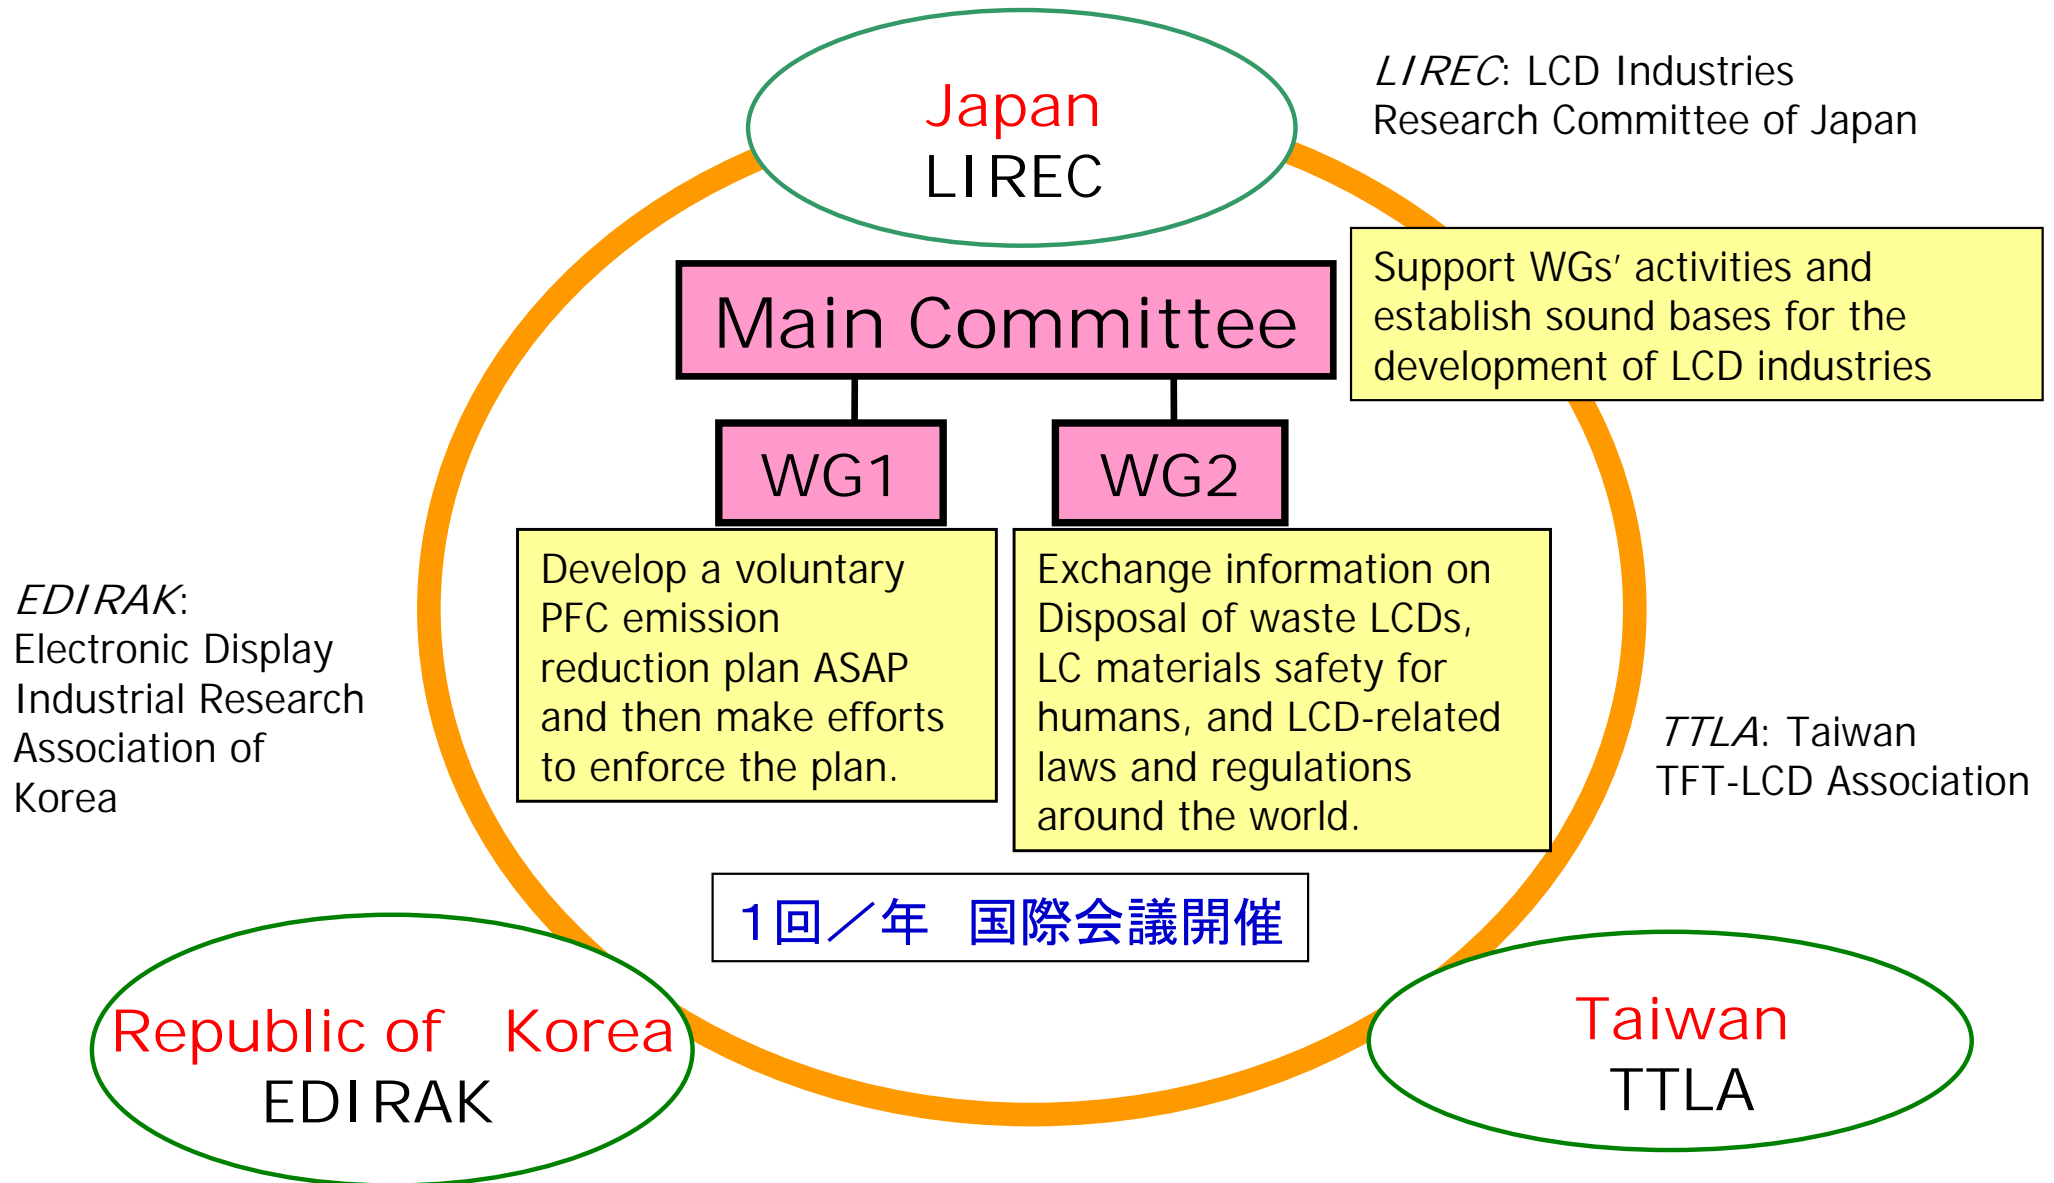 Japan
LIREC
LIREC: LCD Industries
Research Committee of Japan
Main Committee
Support WGs’ activities and
establish sound bases for the
development of LCD industries
WG1
WG2
Develop a voluntary
PFC emission
reduction plan ASAP
and then make efforts
to enforce the plan.
Exchange information on
Disposal of waste LCDs,
LC materials safety for
humans, and LCD-related
laws and regulations
around the world.
EDIRAK:
Electronic Display
Industrial Research
Association of
Korea
TTLA: Taiwan
TFT-LCD Association
1回／年　国際会議開催
Republic of　Korea
EDIRAK
Taiwan
TTLA